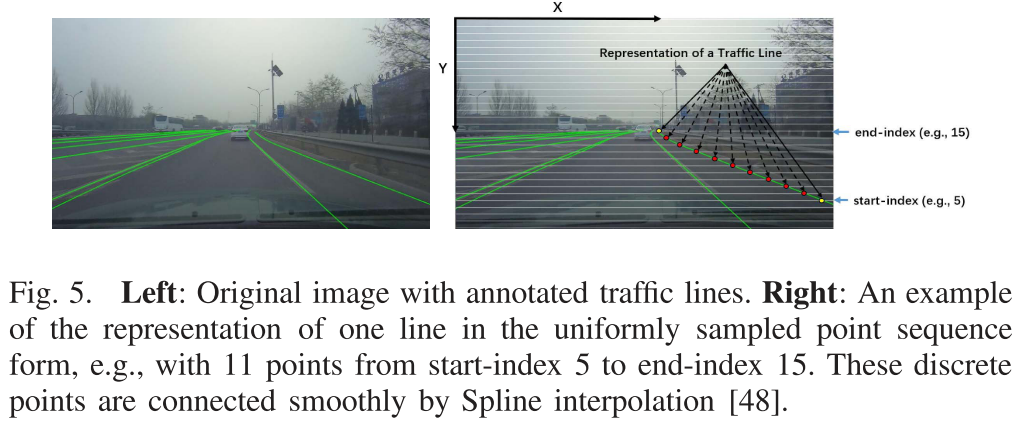 X
Y
Representation of a Traffic Line
end-index (e.g., 15)
start-index (e.g., 5)
Fig. 5. Left: Original image with annotated traffic lines. Right: An example
of the representation of one line in the uniformly sampled point sequence
form, e.g., with 11 points from start-index 5 to end-index 15. These discrete
points are connected smoothly by Spline interpolation [48].